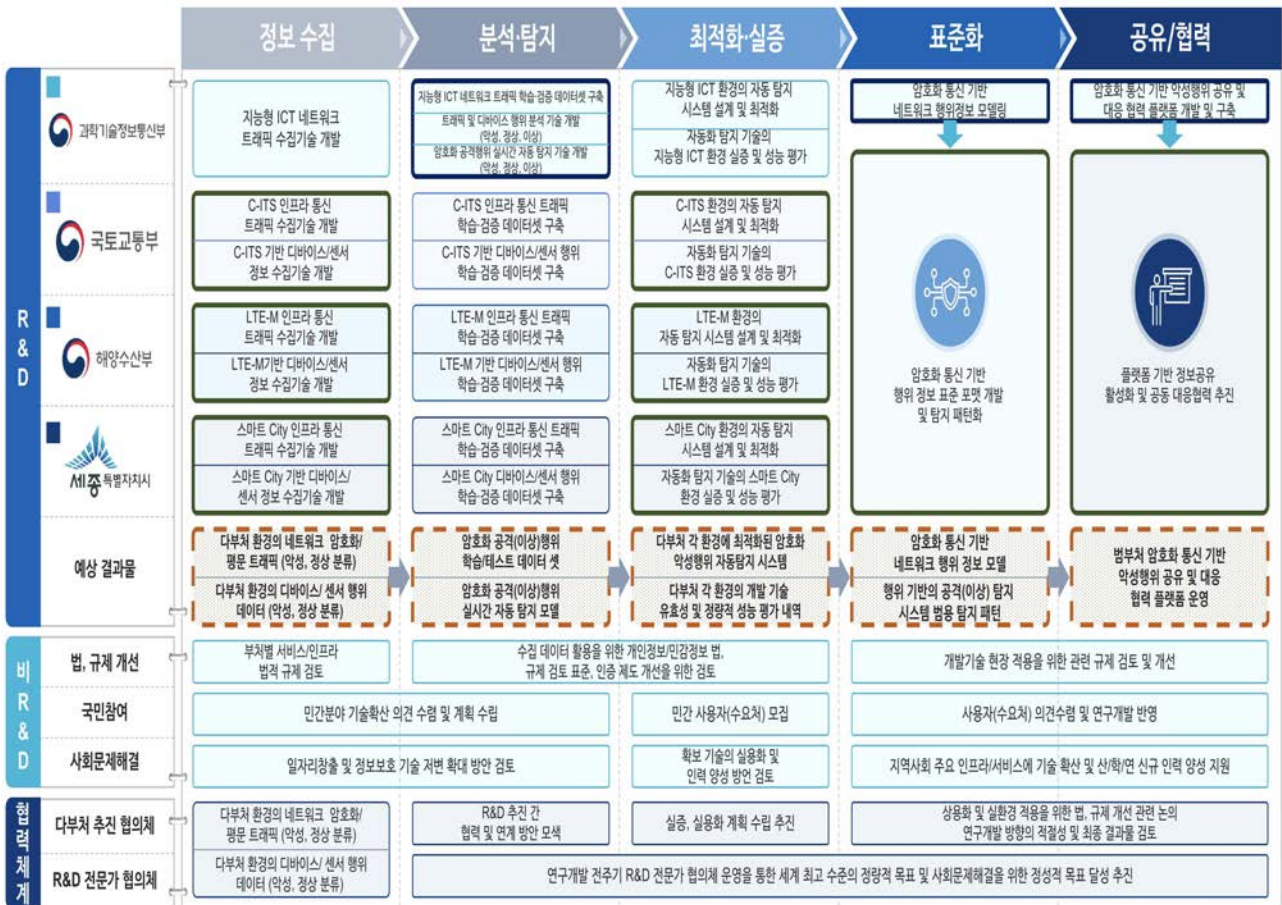 정보 수집
분석·탐지
최적화·실증
표준화
공유/협력
R
&
D
과학기술정보통신부
지능형 ICT 네트워크
트래픽 수집기술 개발
지능형 ICT 네트워크 트래픽 학습·검증 데이터셋 구축
트래픽 및 디바이스 행위 분석 기술 개발
(악성, 정상, 이상)
암호화 공격행위 실시간 자동 탐지 기술 개발
(악성, 정상, 이상)
지능형 ICT 환경의 자동 탐지
시스템 설계 및 최적화
자동화 탐지 기술의
지능형 ICT 환경 실증 및 성능 평가
암호화 통신 기반
네트워크 행위정보 모델링
암호화 통신 기반 악성행위 공유 및
대응 협력 플랫폼 개발 및 구축
국토교통부
C-ITS 인프라 통신
트래픽 수집기술 개발
C-ITS 기반 디바이스/센서
정보 수집기술 개발
C-ITS 인프라 통신 트래픽
학습·검증 데이터셋 구축
C-ITS 기반 디바이스/센서 행위
학습·검증 데이터셋 구축
C-ITS 환경의 자동 탐지
시스템 설계 및 최적화
자동화 탐지 기술의
C-ITS 환경 실증 및 성능 평가
해양수산부
LTE-M 인프라 통신
트래픽 수집기술 개발
LTE-M기반 디바이스/센서
정보 수집기술 개발
LTE-M 인프라 통신 트래픽
학습·검증 데이터셋 구축
LTE-M 기반 디바이스/센서 행위
학습·검증 데이터셋 구축
LTE-M 환경의
자동 탐지 시스템 설계 및 최적화
자동화 탐지 기술의
LTE-M 환경 실증 및 성능 평가
암호화 통신 기반
행위 정보 표준 포맷 개발
및 탐지 패턴화
플랫폼 기반 정보공유
활성화 및 공동 대응협력 추진
세종특별자치시
스마트 City 인프라 통신
트래픽 수집기술 개발
스마트 City 기반 디바이스/
센서 정보 수집기술 개발
스마트 City 인프라 통신 트래픽
학습·검증 데이터셋 구축
스마트 City 디바이스/센서 행위
학습·검증 데이터셋 구축
스마트 City 환경의 자동 탐지
시스템 설계 및 최적화
자동화 탐지 기술의 스마트 City
환경 실증 및 성능 평가
예상 결과물
다부처 환경의 네트워크 암호화/
평문 트래픽 (악성, 정상 분류)
다부처 환경의 디바이스/ 센서 행위
데이터 (악성, 정상 분류)
암호화 공격(이상)행위
학습/테스트 데이터 셋
암호화 공격(이상)행위
실시간 자동 탐지 모델
다부처 각 환경에 최적화된 암호화
악성행위 자동탐지 시스템
다부처 각 환경의 개발 기술
유효성 및 정량적 성능 평가 내역
암호화 통신 기반
네트워크 행위 정보 모델
행위 기반의 공격(이상) 탐지
시스템 범용 탐지 패턴
범부처 암호화 통신 기반
악성행위 공유 및 대응
협력 플랫폼 운영
비
R
&
D
법, 규제 개선
부처별 서비스/인프라
법적 규제 검토
수집 데이터 활용을 위한 개인정보/민감정보 법,
규제 검토 표준, 인증 제도 개선을 위한 검토
개발기술 현장 적용을 위한 관련 규제 검토 및 개선
국민참여
민간분야 기술확산 의견 수렴 및 계획 수립
민간 사용자(수요처) 모집
사용자(수요처) 의견수렴 및 연구개발 반영
사회문제해결
일자리창출 및 정보보호 기술 저변 확대 방안 검토
확보 기술의 실용화 및
인력 양성 방언 검토
지역사회 주요 인프라/서비스에 기술 확산 및 산/학/연 신규 인력 양성 지원
협
력
체
계
다부처 추진 협의체
다부처 환경의 네트워크 암호화/
평문 트래픽 (악성, 정상 분류)
R&D 추진 간
협력 및 연계 방안 모색
실증, 실용화 계획 수립 추진
상용화 및 실환경 적용을 위한 법, 규제 개선 관련 논의
연구개발 방향의 적절성 및 최종 결과물 검토
R&D 전문가 협의체
다부처 환경의 디바이스/ 센서 행위
데이터 (악성, 정상 분류)
연구개발 전주기 R&D 전문가 협의체 운영을 통한 세계 최고 수준의 정량적 목표 및 사회문제해결을 위한 정성적 목표 달성 추진